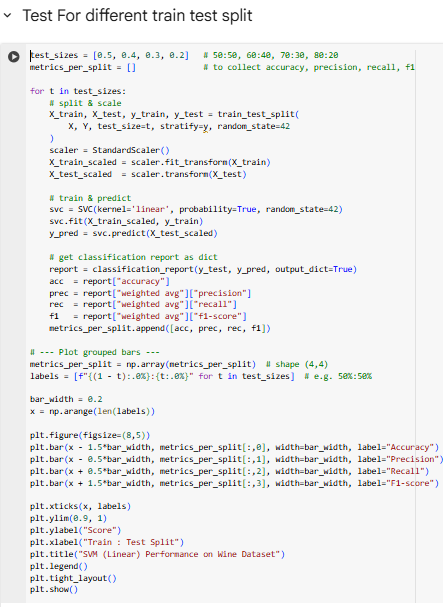 Test For different train test split
test_sizes = [0.5, 0.4, 0.3, 0.2]   # 50:50, 60:40, 70:30, 80:20
metrics_per_split = []              # to collect accuracy, precision, recall, f1
for t in test_sizes:
    # split & scale
    X_train, X_test, y_train, y_test = train_test_split(
        X, Y, test_size=t, stratify=y, random_state=42
    )
    scaler = StandardScaler()
    X_train_scaled = scaler.fit_transform(X_train)
    X_test_scaled  = scaler.transform(X_test)
    # train & predict
    svc = SVC(kernel='linear', probability=True, random_state=42)
    svc.fit(X_train_scaled, y_train)
    y_pred = svc.predict(X_test_scaled)
    # get classification report as dict
    report = classification_report(y_test, y_pred, output_dict=True)
    acc  = report["accuracy"]
    prec = report["weighted avg"]["precision"]
    rec  = report["weighted avg"]["recall"]
    f1   = report["weighted avg"]["f1-score"]
    metrics_per_split.append([acc, prec, rec, f1])
# --- Plot grouped bars ---
metrics_per_split = np.array(metrics_per_split)  # shape (4,4)
labels = [f"{(1 - t):.0%}:{t:.0%}" for t in test_sizes]  # e.g. 50%:50%
bar_width = 0.2
x = np.arange(len(labels))
plt.figure(figsize=(8,5))
plt.bar(x - 1.5*bar_width, metrics_per_split[:,0], width=bar_width, label="Accuracy")
plt.bar(x - 0.5*bar_width, metrics_per_split[:,1], width=bar_width, label="Precision")
plt.bar(x + 0.5*bar_width, metrics_per_split[:,2], width=bar_width, label="Recall")
plt.bar(x + 1.5*bar_width, metrics_per_split[:,3], width=bar_width, label="F1-score")
plt.xticks(x, labels)
plt.ylim(0.9, 1)
plt.ylabel("Score")
plt.xlabel("Train : Test Split")
plt.title("SVM (Linear) Performance on Wine Dataset")
plt.legend()
plt.tight_layout()
plt.show()